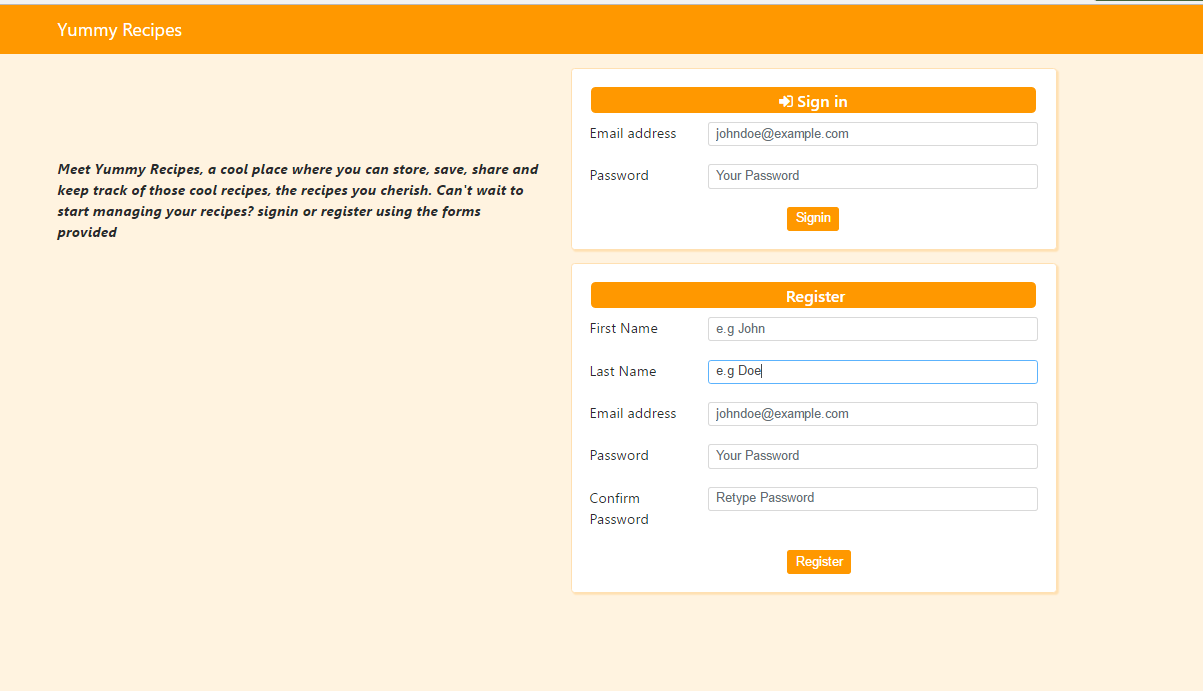 Yummy Recipes
Meet Yummy Recipes, a cool place where you can store, save, share and
keep track of those cool recipes, the recipes you cherish. Can't wait to
start managing your recipes? signin or register using the forms
provided
Sign in
Email address johndoe@example.com
Password Your Password
Signin
Register
First Name e.g John
Last Name e.g Doe
Email address johndoe@example.com
Password Your Password
Confirm Retype Password
Password
Register